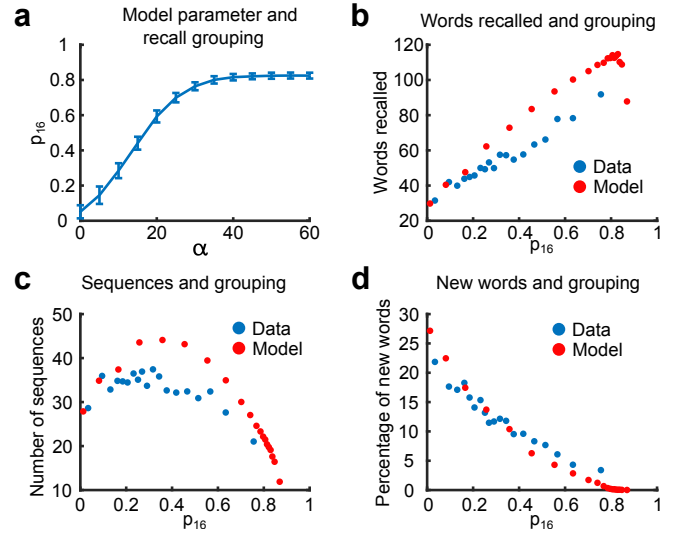 a
Model parameter and
recall grouping
1
0.8
0.6
0.4
0.2
0
p16
0 20 40 60
α
b
Words recalled and grouping
120
100
80
60
40
20
Words recalled
Data
Model
0 0.2 0.4 0.6 0.8 1
p16
c
Sequences and grouping
50
40
30
20
10
Number of sequences
Data
Model
0 0.2 0.4 0.6 0.8 1
p16
d
New words and grouping
30
25
20
15
10
5
0
Percentage of new words
Data
Model
0 0.2 0.4 0.6 0.8 1
p16